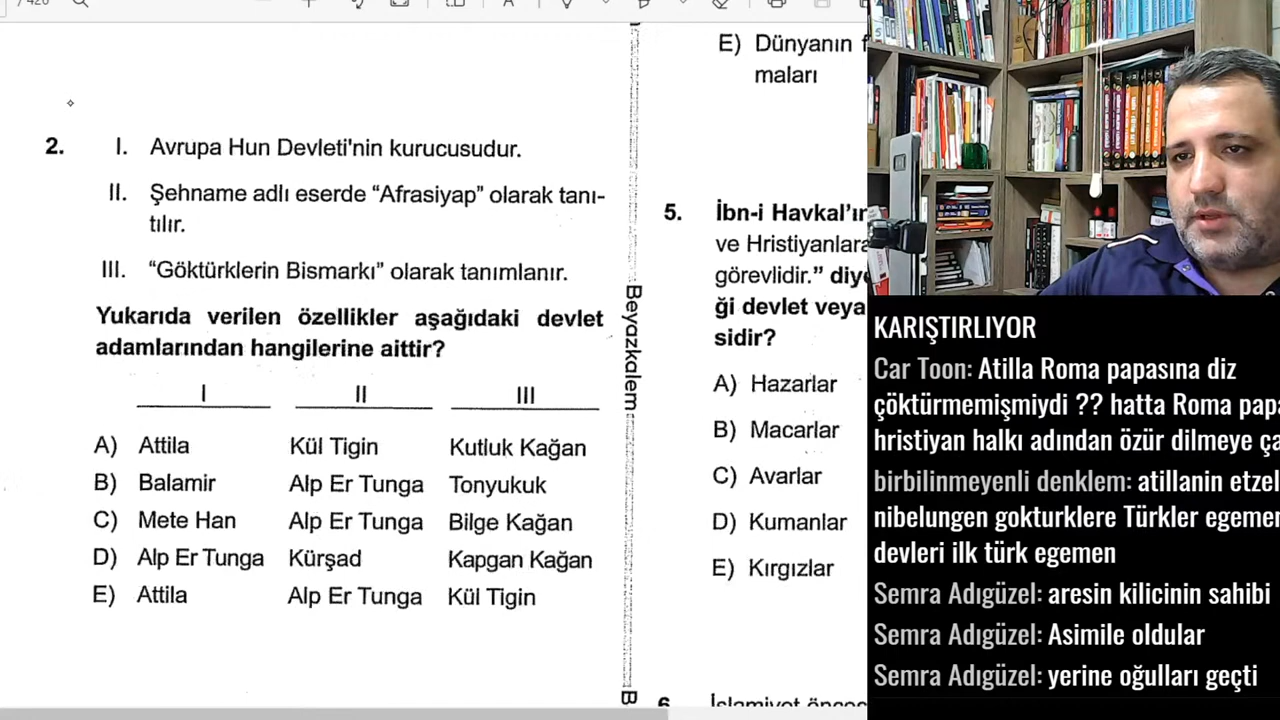 / 426
2. I. Avrupa Hun Devleti'nin kurucusudur.
II. Şehname adlı eserde “Afrasiyap” olarak tanı-
tılır.
III. “Göktürklerin Bismarkı” olarak tanımlanır.
Yukarıda verilen özellikler aşağıdaki devlet
adamlarından hangilerine aittir?
I II III
A) Attila Kül Tigin Kutluk Kağan
B) Balamir Alp Er Tunga Tonyukuk
C) Mete Han Alp Er Tunga Bilge Kağan
D) Alp Er Tunga Kürşad Kapgan Kağan
E) Attila Alp Er Tunga Kül Tigin
Beyazkalem
B
E) Dünyanın f
maları
5. İbn-i Havkal’ın
ve Hristiyanlara
görevlidir.” diye
ği devlet veya
sidir?
A) Hazarlar
B) Macarlar
C) Avarlar
D) Kumanlar
E) Kırgızlar
6. İslamiyet önces
KARIŞTIRLIYOR
Car Toon: Atilla Roma papasına diz
çöktürmemişmiydi ?? hatta Roma papa
hristiyan halkı adından özür dilmeye ça
birbilinmeyenli denklem: atillanin etzel
nibelungen gokturklere Türkler egemen
devleri ilk türk egemen
Semra Adıgüzel: aresin kilicinin sahibi
Semra Adıgüzel: Asimile oldular
Semra Adıgüzel: yerine oğulları geçti